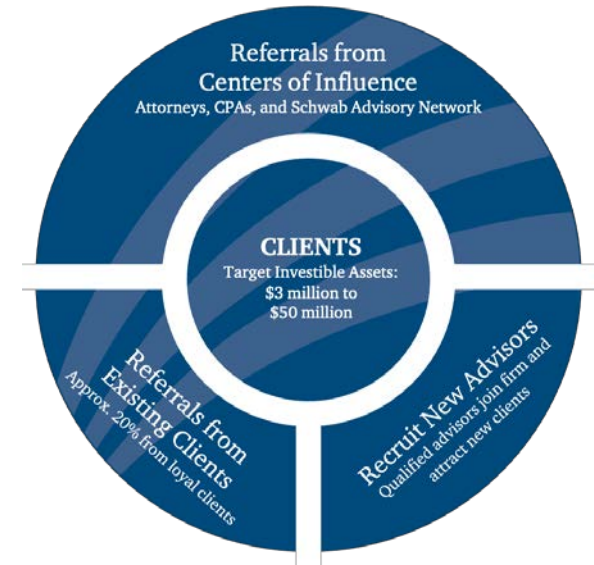 Referrals from
Centers of Influence
Attorneys, CPAs, and Schwab Advisory Network
CLIENTS
Target Investible Assets:
$3 million to
$50 million
Referrals from
Existing Clients
Approx. 20% from loyal clients
Recruit New Advisors
Qualified advisors join firm and
attract new clients